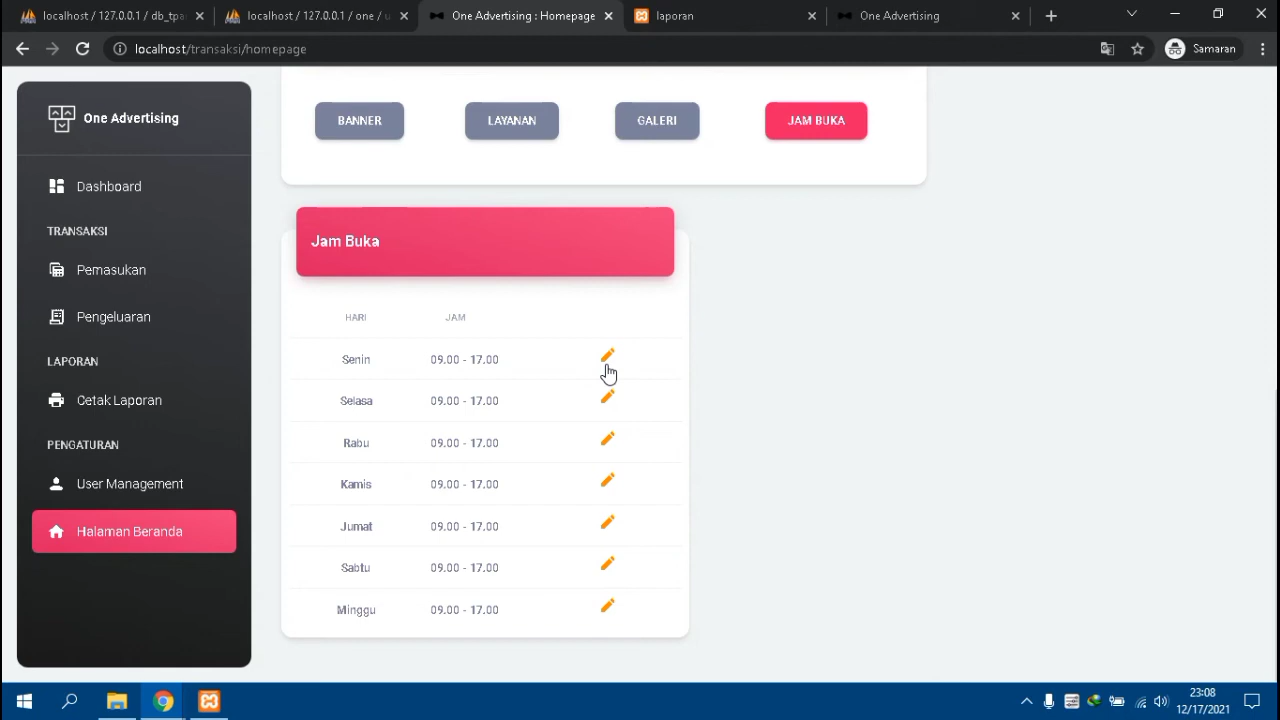 localhost / 127.0.0.1 / db_tpa
localhost / 127.0.0.1 / one / u
One Advertising : Homepage
laporan
One Advertising
localhost/transaksi/homepage
Samaran
One Advertising
Dashboard
TRANSAKSI
Pemasukan
Pengeluaran
LAPORAN
Cetak Laporan
PENGATURAN
User Management
Halaman Beranda
BANNER
LAYANAN
GALERI
JAM BUKA
Jam Buka
HARI JAM
Senin 09.00 - 17.00
Selasa 09.00 - 17.00
Rabu 09.00 - 17.00
Kamis 09.00 - 17.00
Jumat 09.00 - 17.00
Sabtu 09.00 - 17.00
Minggu 09.00 - 17.00
23:08
12/17/2021